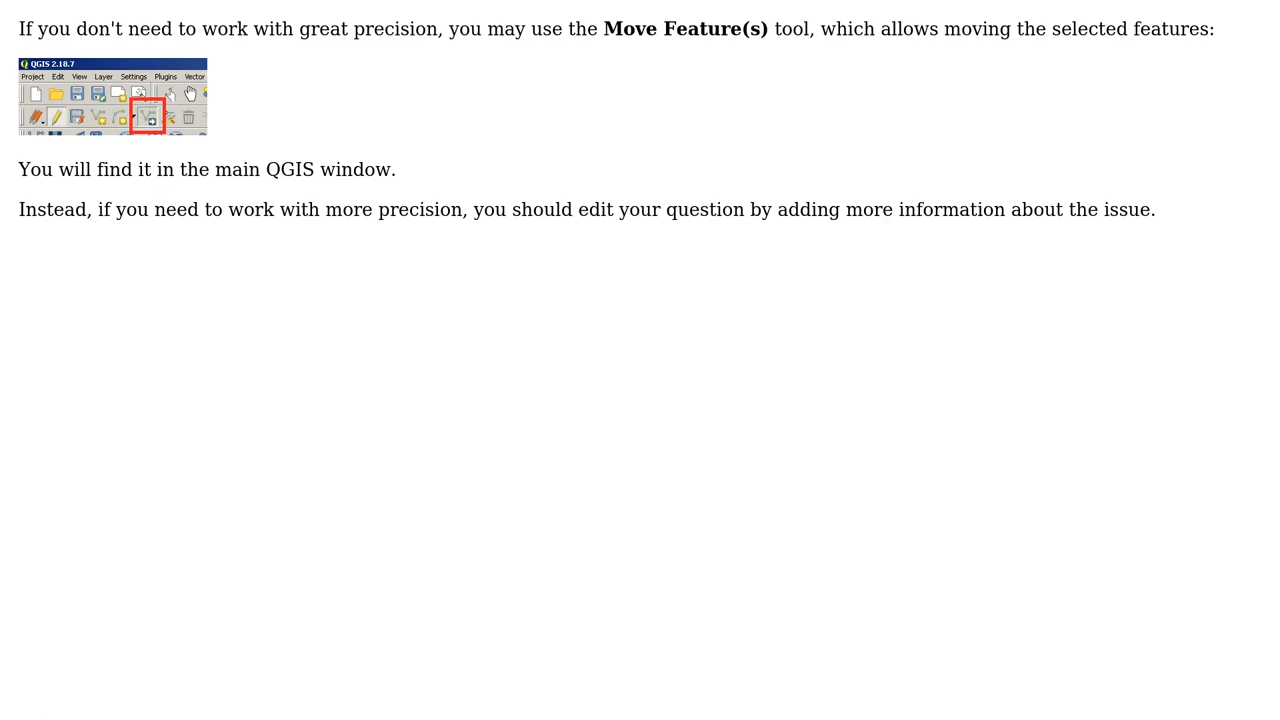 If you don't need to work with great precision, you may use the Move Feature(s) tool, which allows moving the selected features:
QGIS 2.18.7
Project Edit View Layer Settings Plugins Vector
You will find it in the main QGIS window.
Instead, if you need to work with more precision, you should edit your question by adding more information about the issue.